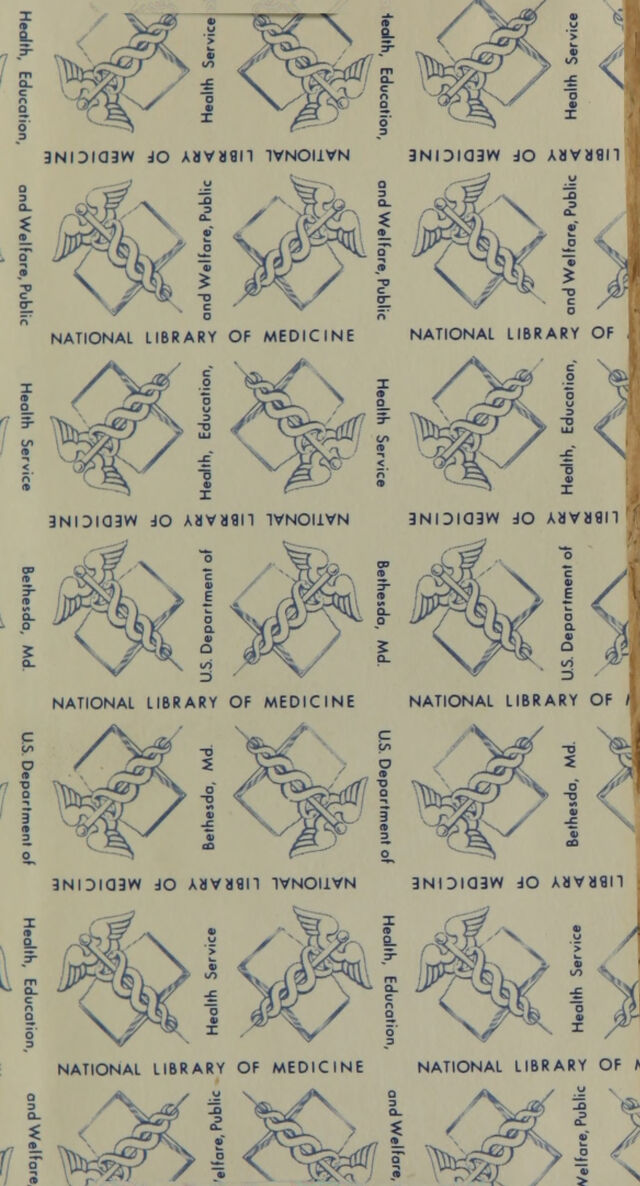 Health, Education,
Health Service
Health, Education,
Health Service
NATIONAL LIBRARY OF MEDICINE
LIBRARY OF MEDICINE
and Welfare, Public
and Welfare, Public
and Welfare, Public
and Welfare, Public
NATIONAL LIBRARY OF MEDICINE
NATIONAL LIBRARY OF
Health Service
Health, Education,
Health Service
Health, Education,
NATIONAL LIBRARY OF MEDICINE
LIBRARY OF MEDICINE
Bethesda, Md.
U.S. Department of
Bethesda, Md.
U.S. Department of
NATIONAL LIBRARY OF MEDICINE
NATIONAL LIBRARY OF
U.S. Department of
Bethesda, Md.
U.S. Department of
Bethesda, Md.
NATIONAL LIBRARY OF MEDICINE
LIBRARY OF MEDICINE
Health, Education,
Health Service
Health, Education,
Health Service
NATIONAL LIBRARY OF MEDICINE
NATIONAL LIBRARY OF
and Welfare,
Welfare, Public
and Welfare,
Welfare, Public